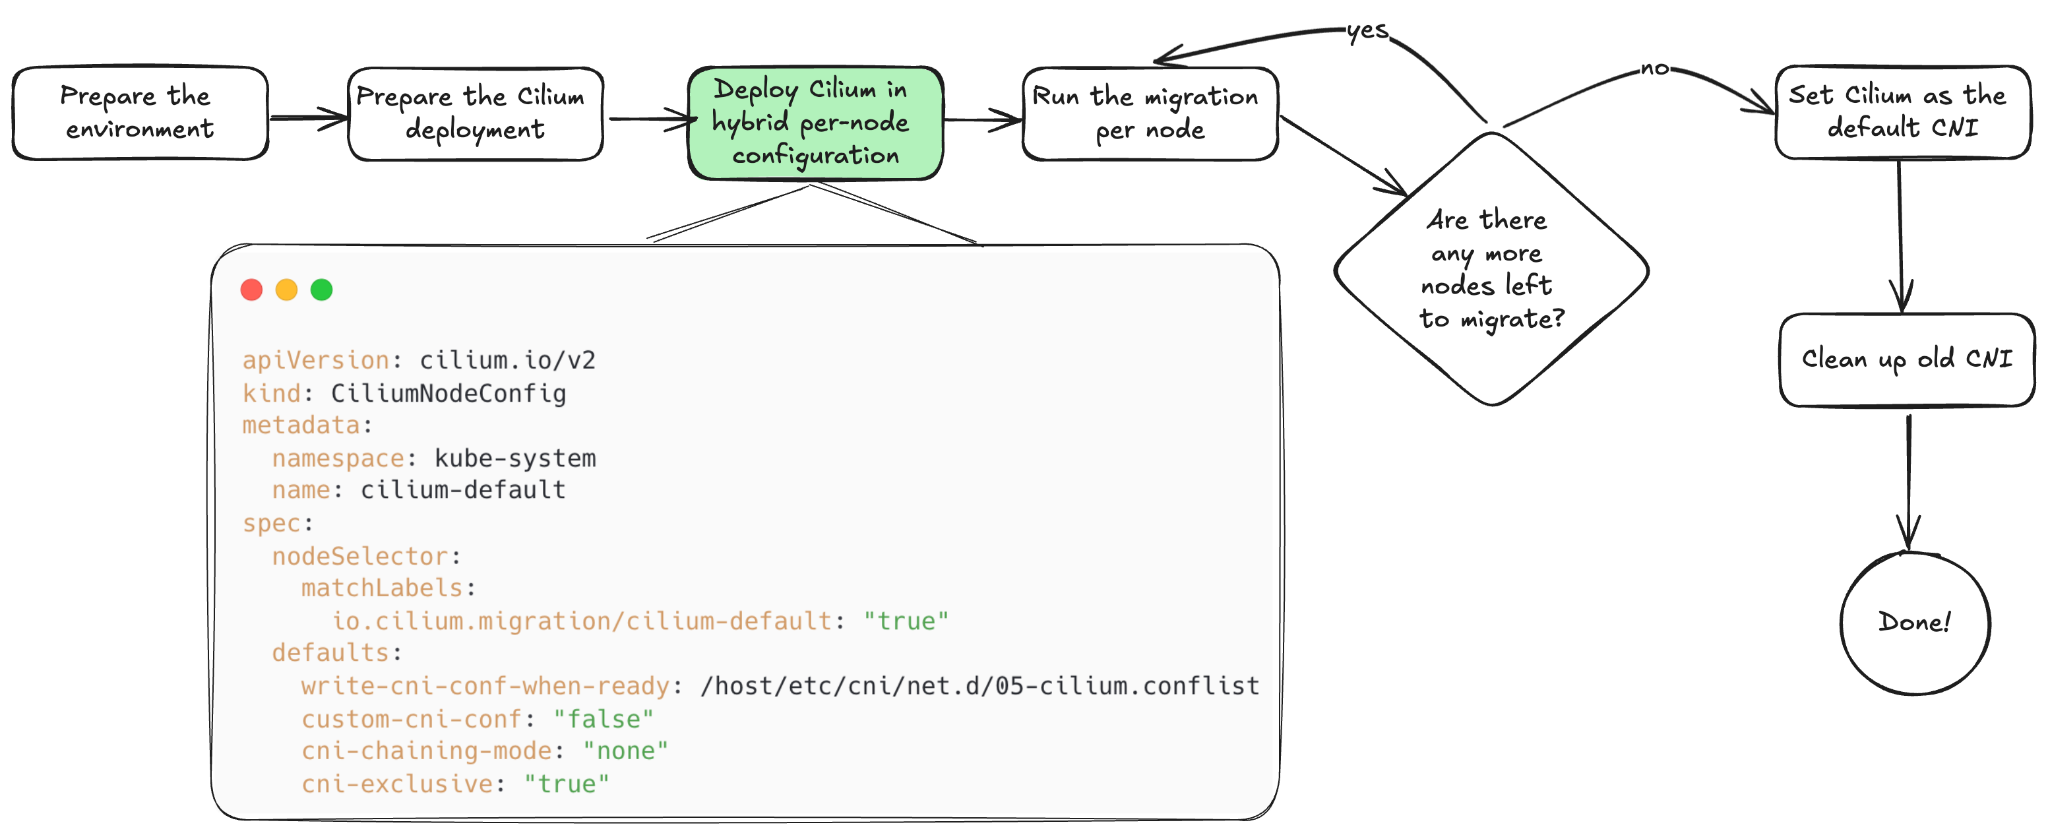 Prepare the
environment
Prepare the Cilium
deployment
Deploy Cilium in
hybrid per-node
configuration
Run the migration
per node
yes
Are there
any more
nodes left
to migrate?
no
Set Cilium as the
default CNI
Clean up old CNI
Done!
apiVersion: cilium.io/v2
kind: CiliumNodeConfig
metadata:
  namespace: kube-system
  name: cilium-default
spec:
  nodeSelector:
    matchLabels:
      io.cilium.migration/cilium-default: "true"
  defaults:
    write-cni-conf-when-ready: /host/etc/cni/net.d/05-cilium.conflist
    custom-cni-conf: "false"
    cni-chaining-mode: "none"
    cni-exclusive: "true"